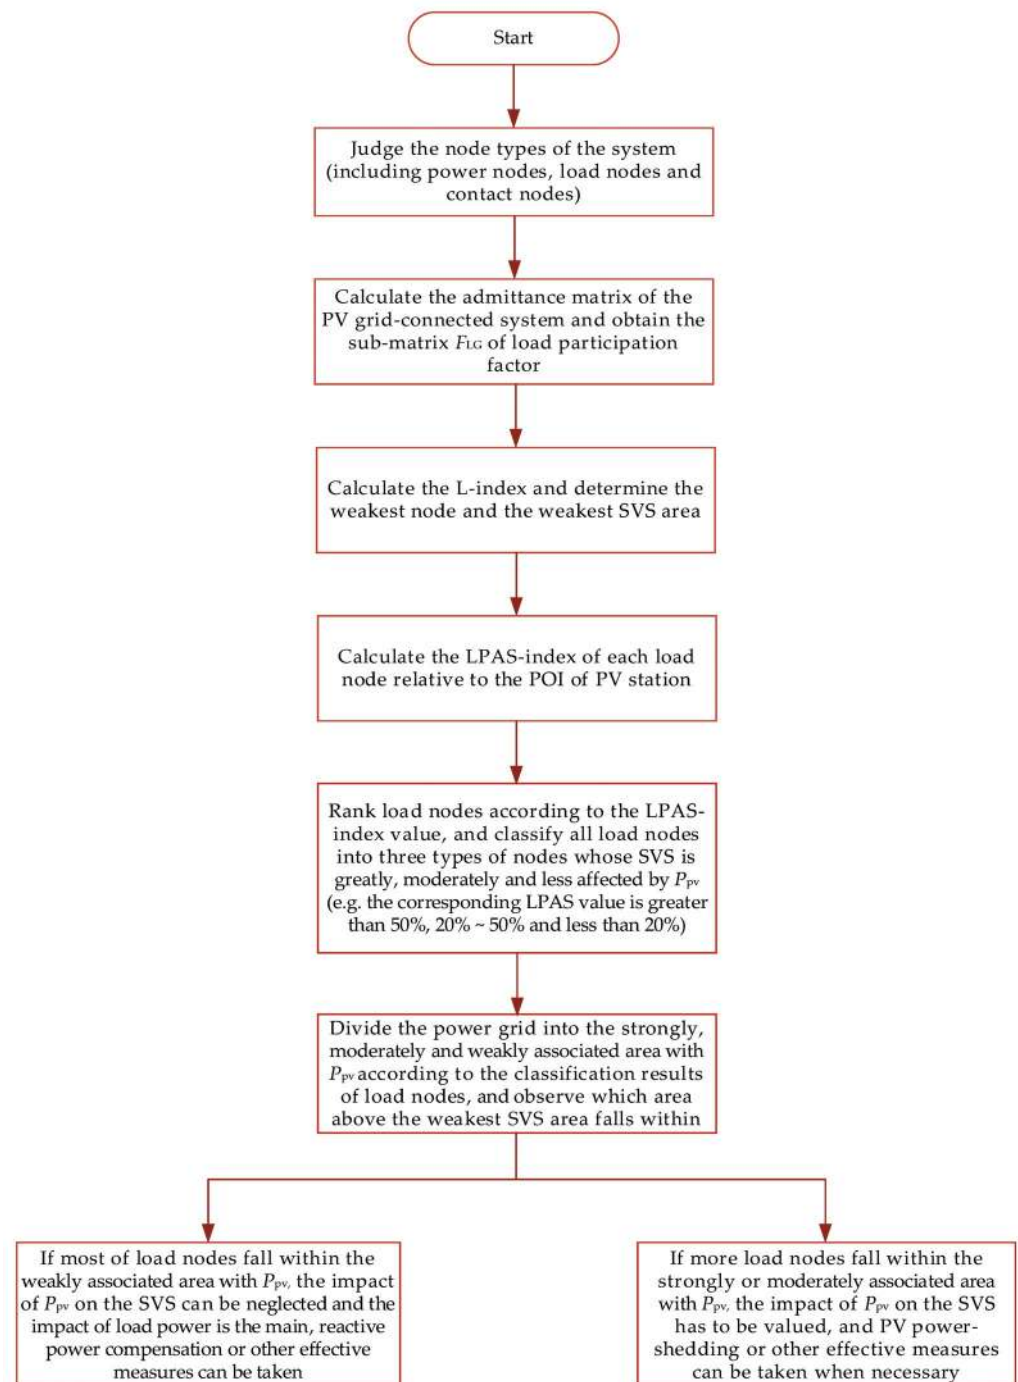 Start
Judge the node types of the system
(including power nodes, load nodes and
contact nodes)
Calculate the admittance matrix of the
PV grid-connected system and obtain the
sub-matrix FLG of load participation
factor
Calculate the L-index and determine the
weakest node and the weakest SVS area
Calculate the LPAS-index of each load
node relative to the POI of PV station
Rank load nodes according to the LPAS-
index value, and classify all load nodes
into three types of nodes whose SVS is
greatly, moderately and less affected by Ppv
(e.g. the corresponding LPAS value is greater
than 50%, 20% ~ 50% and less than 20%)
Divide the power grid into the strongly,
moderately and weakly associated area with
Ppv according to the classification results
of load nodes, and observe which area
above the weakest SVS area falls within
If most of load nodes fall within the
weakly associated area with Ppv, the impact
of Ppv on the SVS can be neglected and the
impact of load power is the main, reactive
power compensation or other effective
measures can be taken
If more load nodes fall within the
strongly or moderately associated area
with Ppv, the impact of Ppv on the SVS
has to be valued, and PV power-
shedding or other effective measures
can be taken when necessary